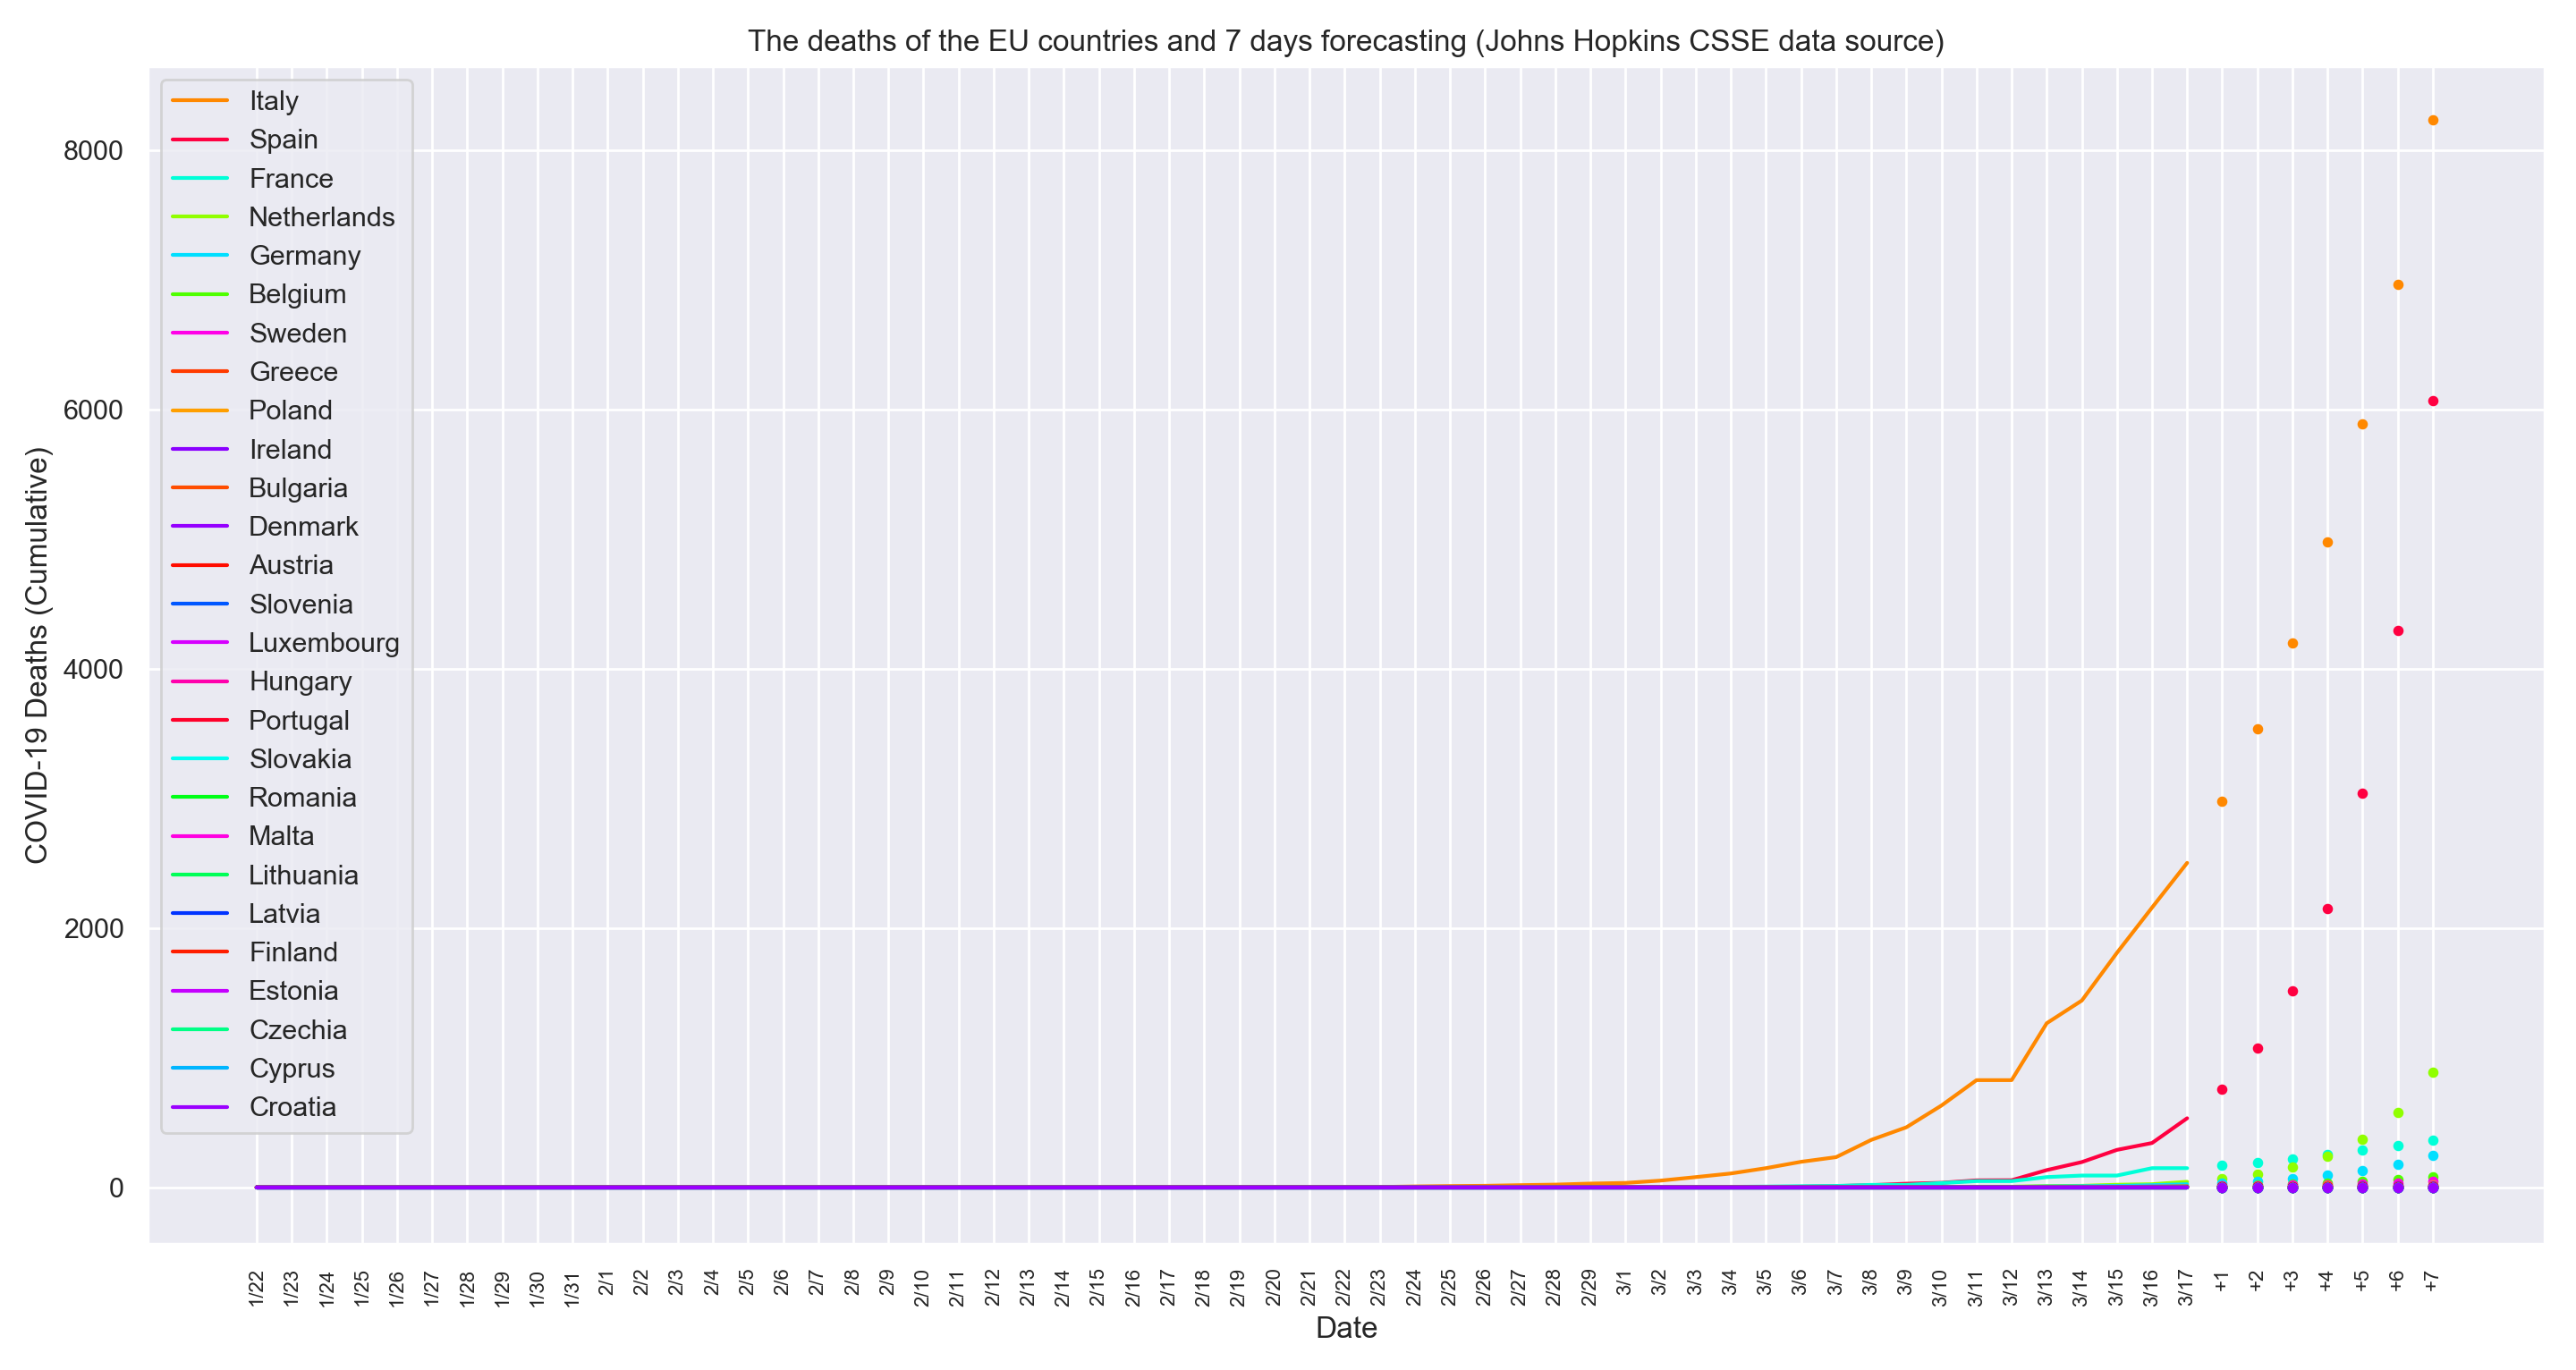 The deaths of the EU countries and 7 days forecasting (Johns Hopkins CSSE data source)
COVID-19 Deaths (Cumulative)
8000
6000
4000
2000
0
Italy
Spain
France
Netherlands
Germany
Belgium
Sweden
Greece
Poland
Ireland
Bulgaria
Denmark
Austria
Slovenia
Luxembourg
Hungary
Portugal
Slovakia
Romania
Malta
Lithuania
Latvia
Finland
Estonia
Czechia
Cyprus
Croatia
1/22
1/23
1/24
1/25
1/26
1/27
1/28
1/29
1/30
1/31
2/1
2/2
2/3
2/4
2/5
2/6
2/7
2/8
2/9
2/10
2/11
2/12
2/13
2/14
2/15
2/16
2/17
2/18
2/19
2/20
2/21
2/22
2/23
2/24
2/25
2/26
2/27
2/28
2/29
3/1
3/2
3/3
3/4
3/5
3/6
3/7
3/8
3/9
3/10
3/11
3/12
3/13
3/14
3/15
3/16
3/17
+1
+2
+3
+4
+5
+6
+7
Date